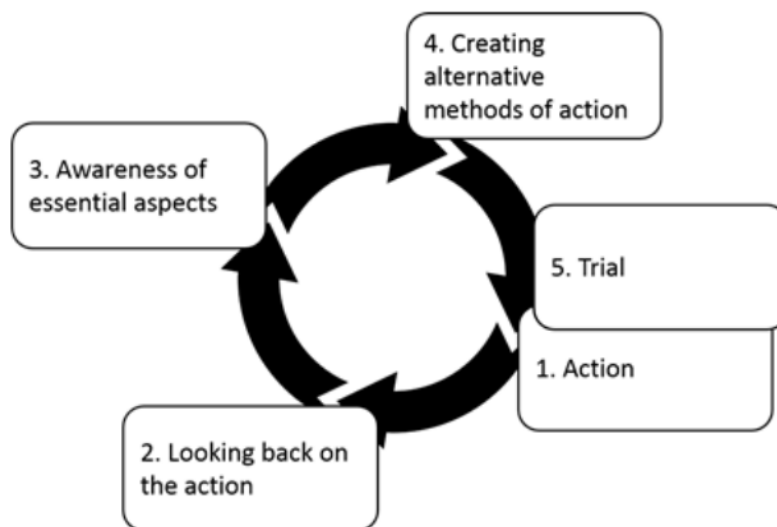 4. Creating
alternative
methods of action
3. Awareness of
essential aspects
5. Trial
1. Action
2. Looking back on
the action